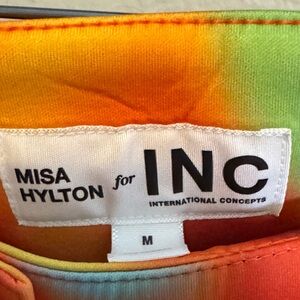 MISA
HYLTON for INC
INTERNATIONAL CONCEPTS
M